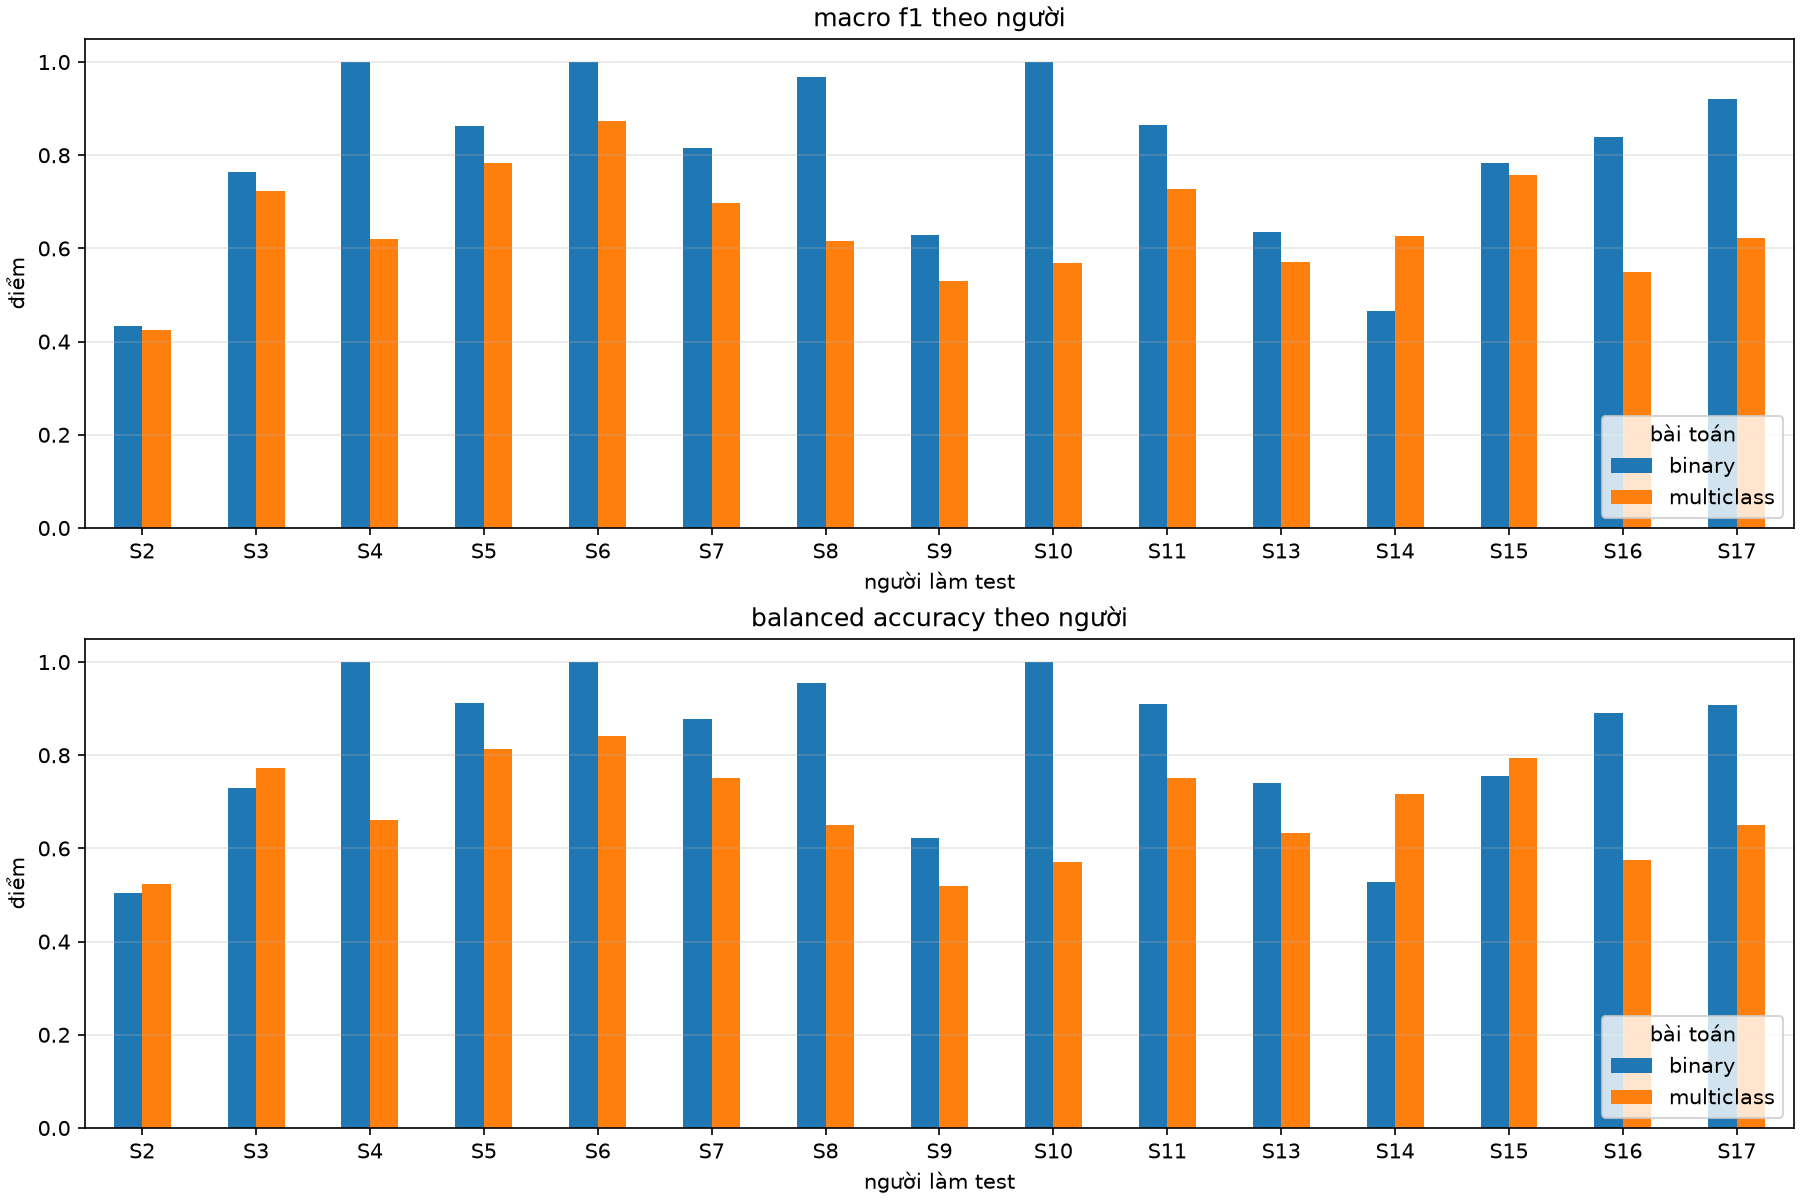 macro f1 theo người
điểm
1.0
0.8
0.6
0.4
0.2
0.0
bài toán
binary
multiclass
S2 S3 S4 S5 S6 S7 S8 S9 S10 S11 S13 S14 S15 S16 S17
người làm test
balanced accuracy theo người
điểm
1.0
0.8
0.6
0.4
0.2
0.0
bài toán
binary
multiclass
S2 S3 S4 S5 S6 S7 S8 S9 S10 S11 S13 S14 S15 S16 S17
người làm test